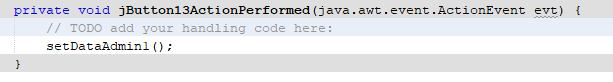 private void jButton13ActionPerformed(java.awt.event.ActionEvent evt) {
// TODO add your handling code here:
setDataAdmin1();
}